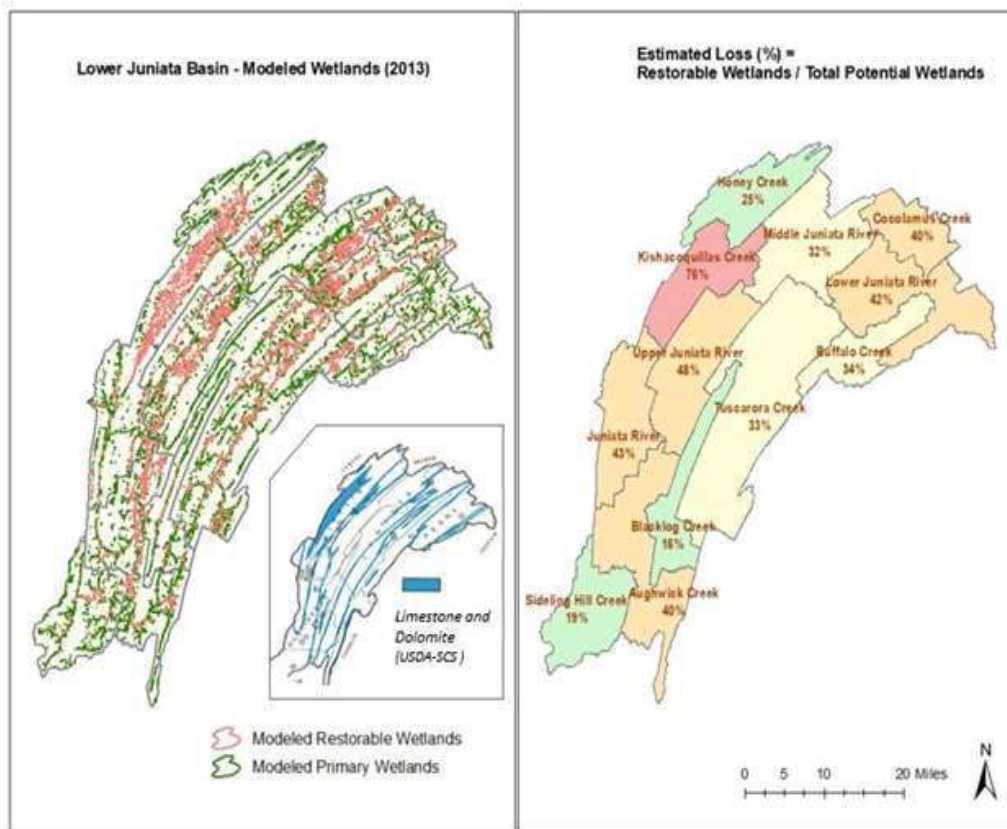 Lower Juniata Basin - Modeled Wetlands (2013)
Limestone and
Dolomite
(USDA-SCS )
Modeled Restorable Wetlands
Modeled Primary Wetlands
Estimated Loss (%) =
Restorable Wetlands / Total Potential Wetlands
Honey Creek
25%
Cocolamus Creek
40%
Middle Juniata River
32%
Kishacoquillas Creek
76%
Lower Juniata River
42%
Upper Juniata River
48%
Buffalo Creek
34%
Tuscarora Creek
33%
Juniata River
43%
Blacklog Creek
16%
Sideling Hill Creek
19%
Aughwick Creek
40%
N
0 5 10 20 Miles